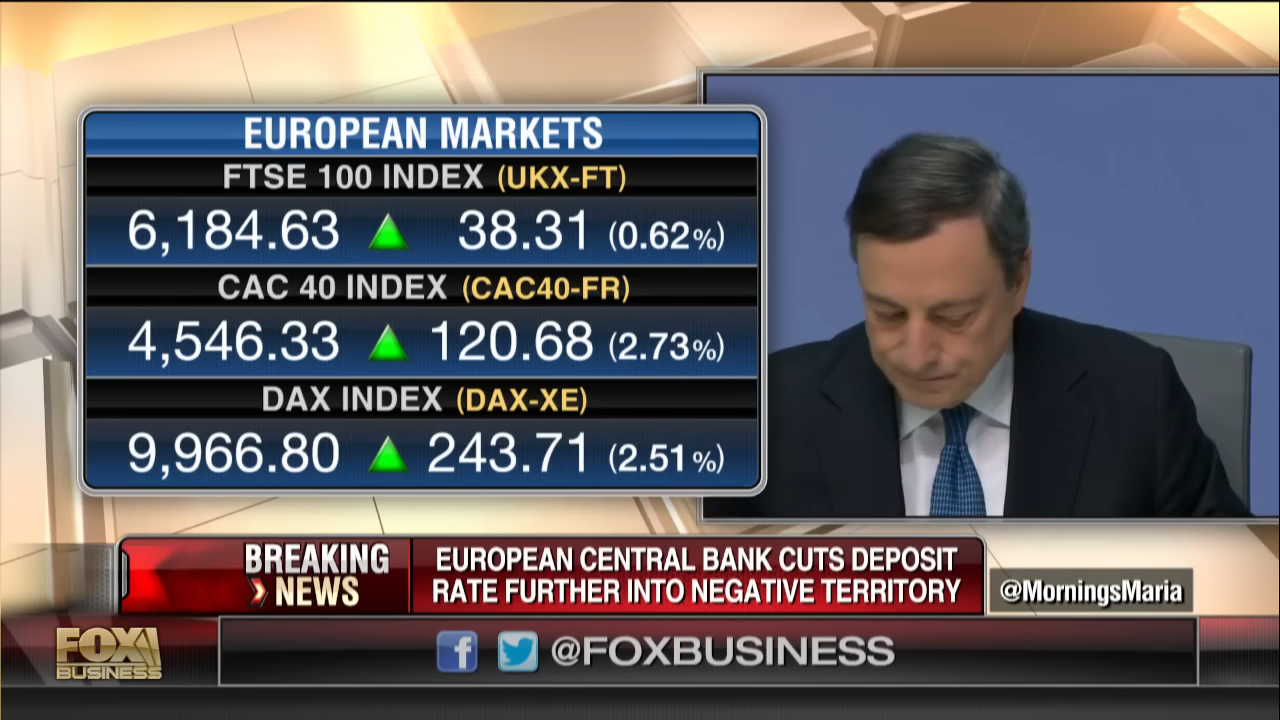 EUROPEAN MARKETS
FTSE 100 INDEX (UKX-FT)
6,184.63 ▲ 38.31 (0.62%)
CAC 40 INDEX (CAC40-FR)
4,546.33 ▲ 120.68 (2.73%)
DAX INDEX (DAX-XE)
9,966.80 ▲ 243.71 (2.51%)
BREAKING
NEWS
EUROPEAN CENTRAL BANK CUTS DEPOSIT
RATE FURTHER INTO NEGATIVE TERRITORY
@MorningsMaria
FOX
BUSINESS
f
@FOXBUSINESS